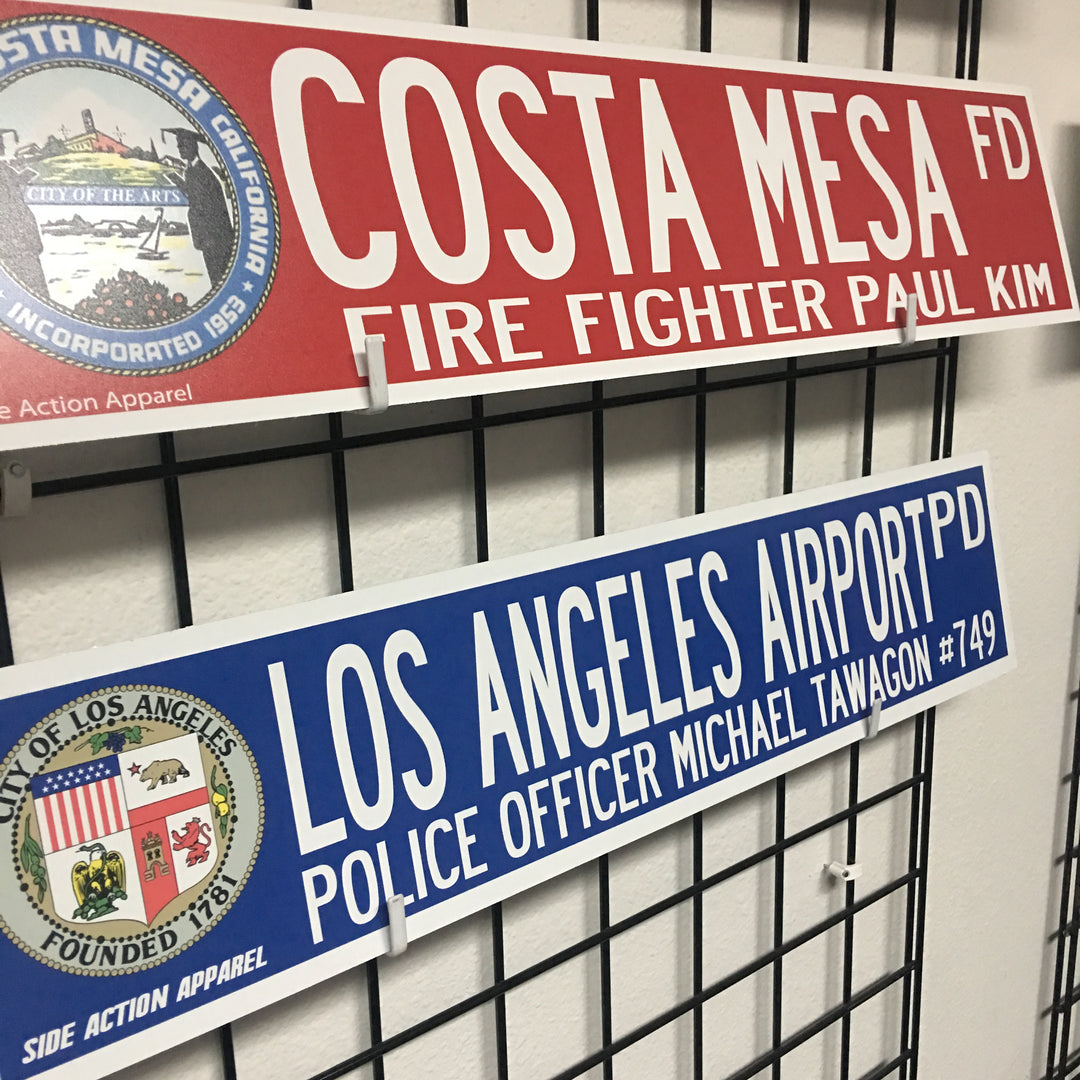 COSTA MESA CALIFORNIA
CITY OF THE ARTS
INCORPORATED 1953
COSTA MESA FD
FIRE FIGHTER PAUL KIM
e Action Apparel
LOS ANGELES AIRPORT PD
POLICE OFFICER MICHAEL TAWAGON #749
CITY OF LOS ANGELES
FOUNDED 1781
SIDE ACTION APPAREL